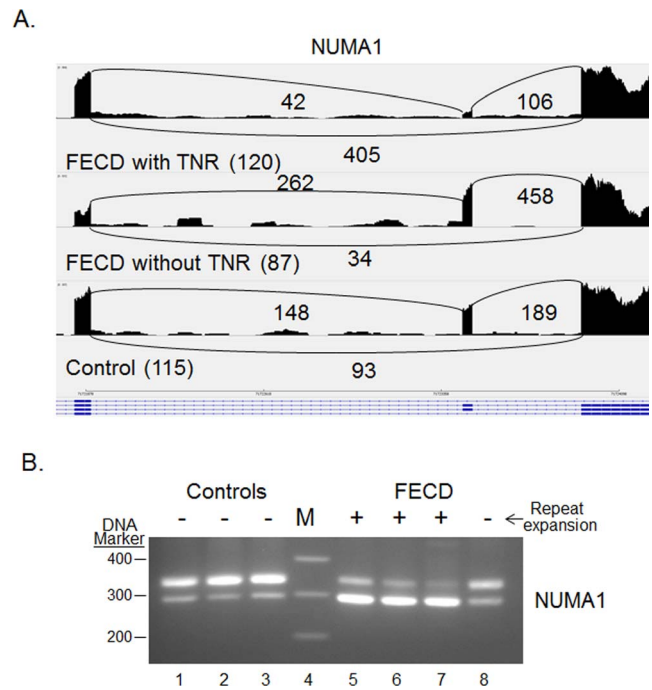 A.
NUMA1
42
106
405
FECD with TNR (120)
262
458
34
FECD without TNR (87)
148
189
93
Control (115)
B.
Controls
FECD
DNA
Marker
- - - M + + + -
← Repeat
expansion
400
300
200
NUMA1
1 2 3 4 5 6 7 8